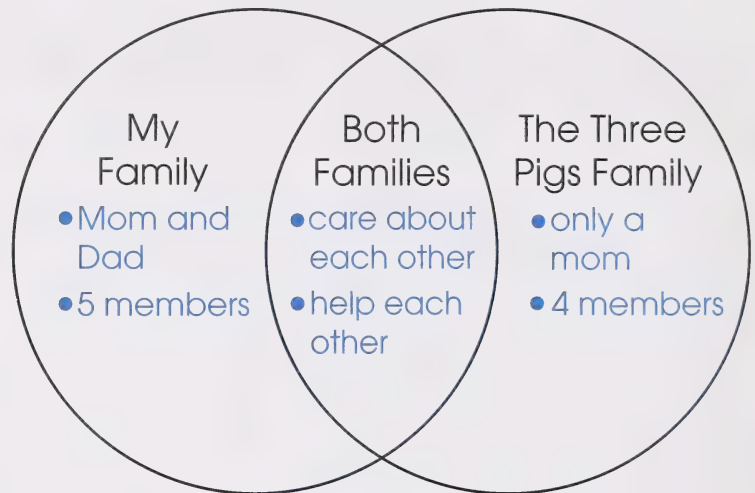 My
Family
•Mom and
Dad
•5 members
Both
Families
•care about
each other
•help each
other
The Three
Pigs Family
•only a
mom
•4 members